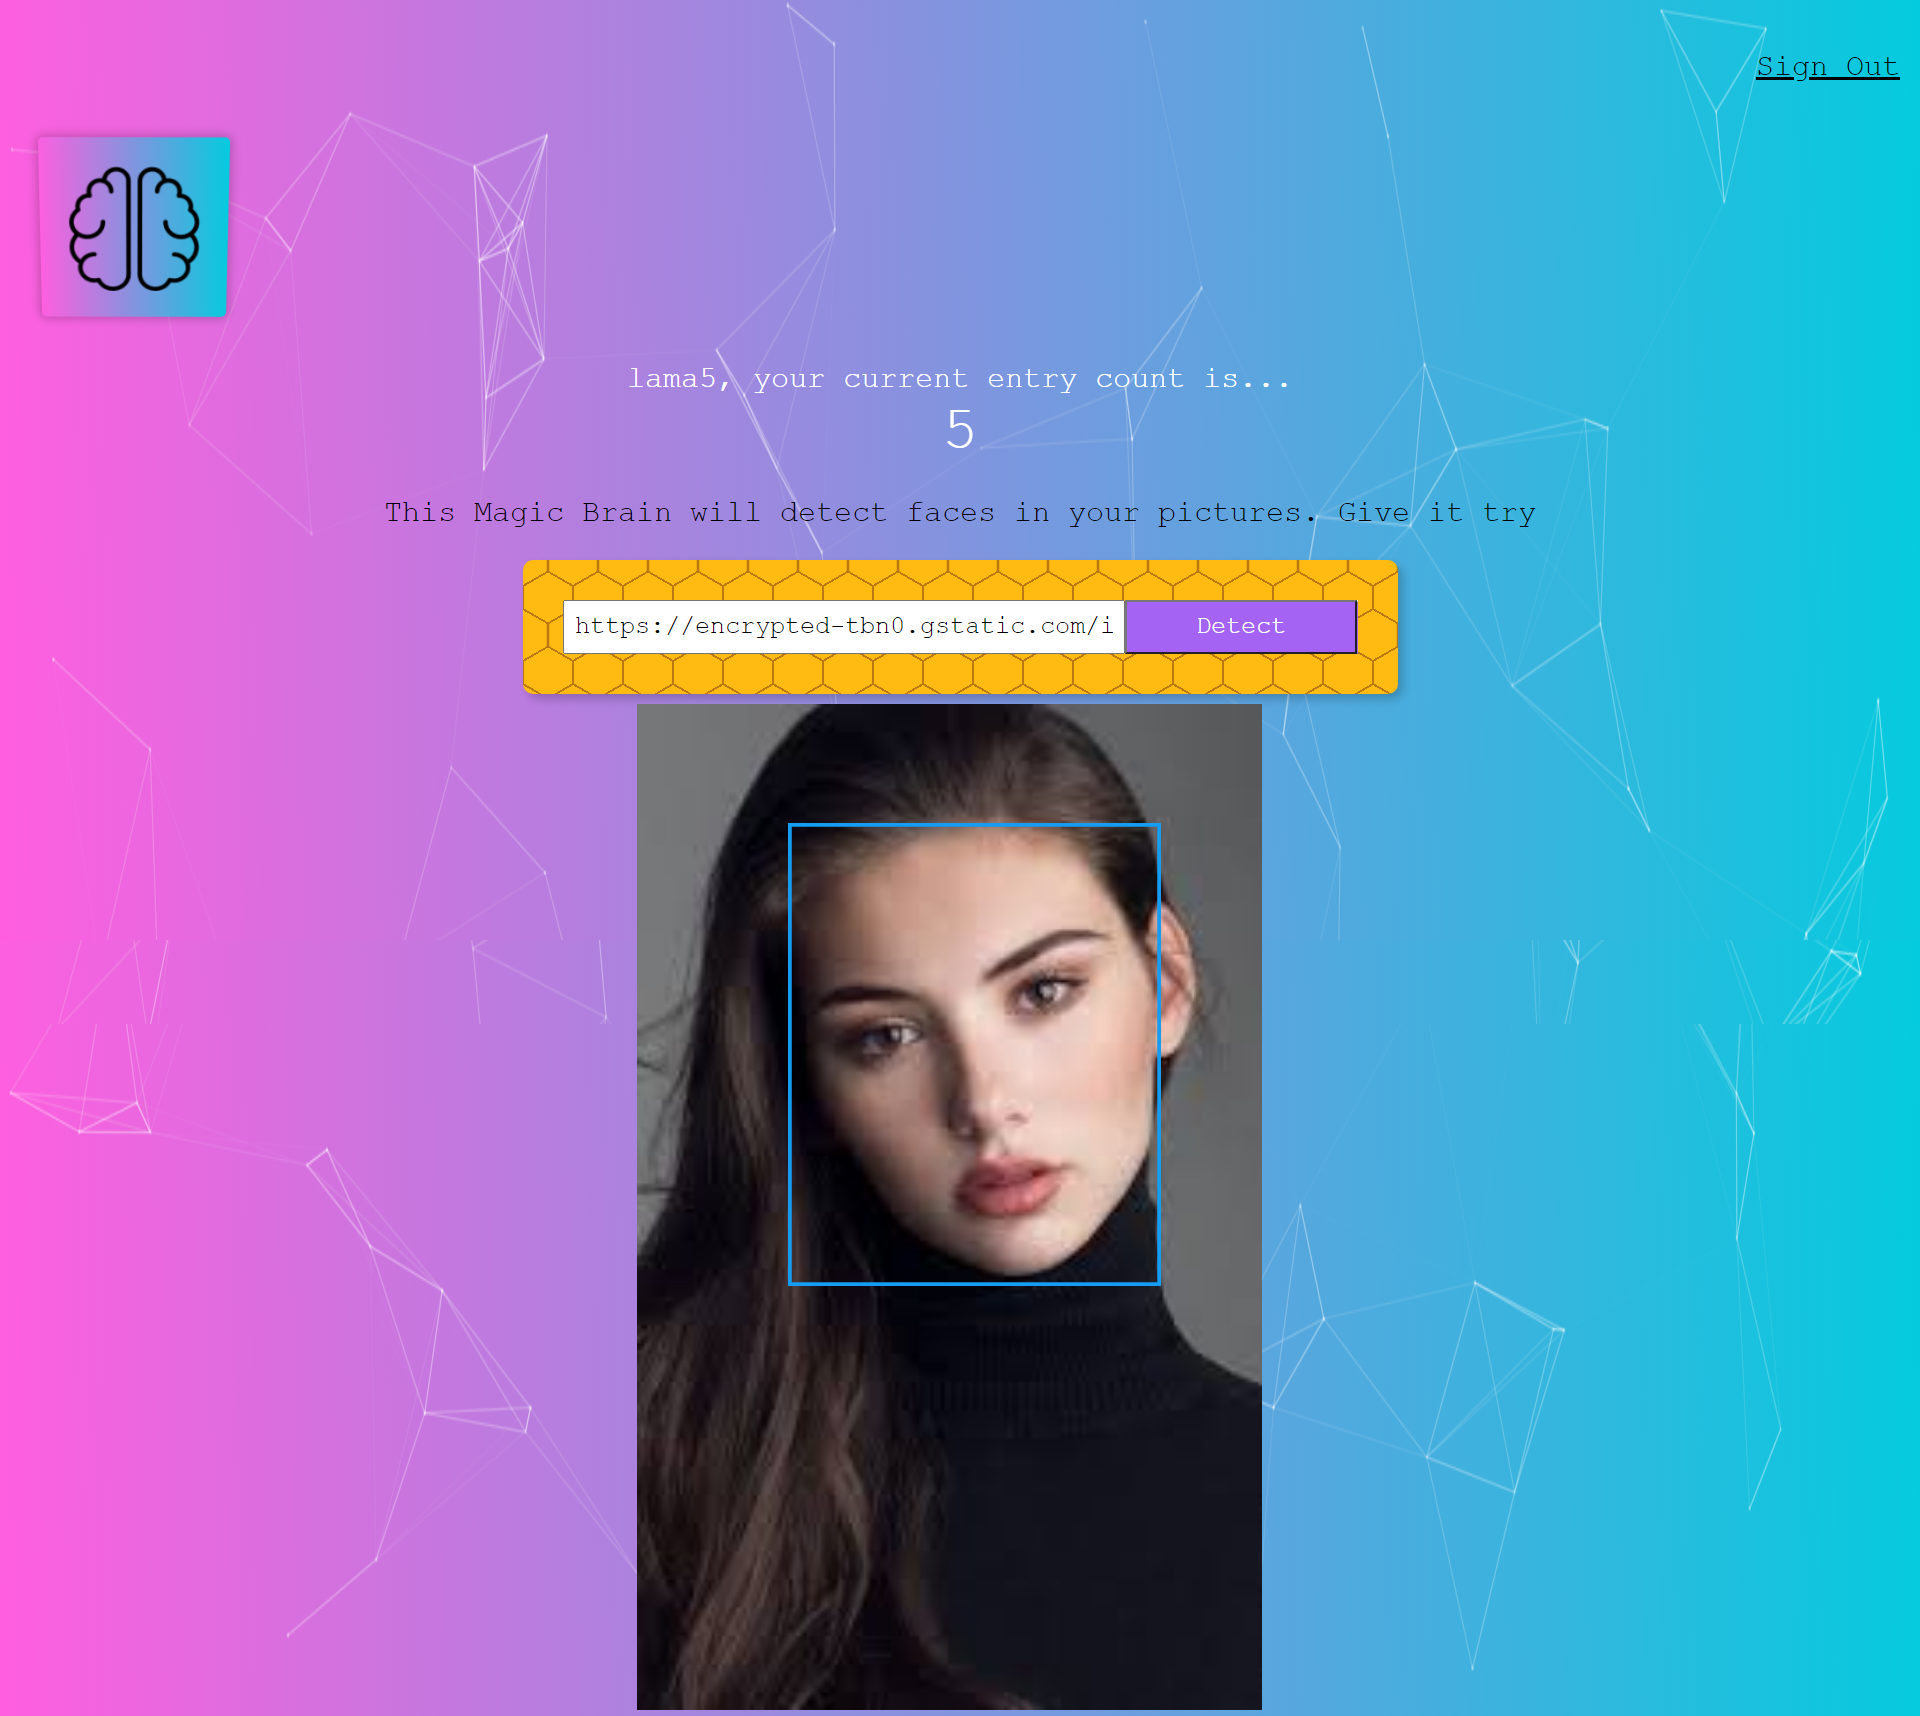 Sign Out
lama5, your current entry count is...
5
This Magic Brain will detect faces in your pictures. Give it try
https://encrypted-tbn0.gstatic.com/i
Detect